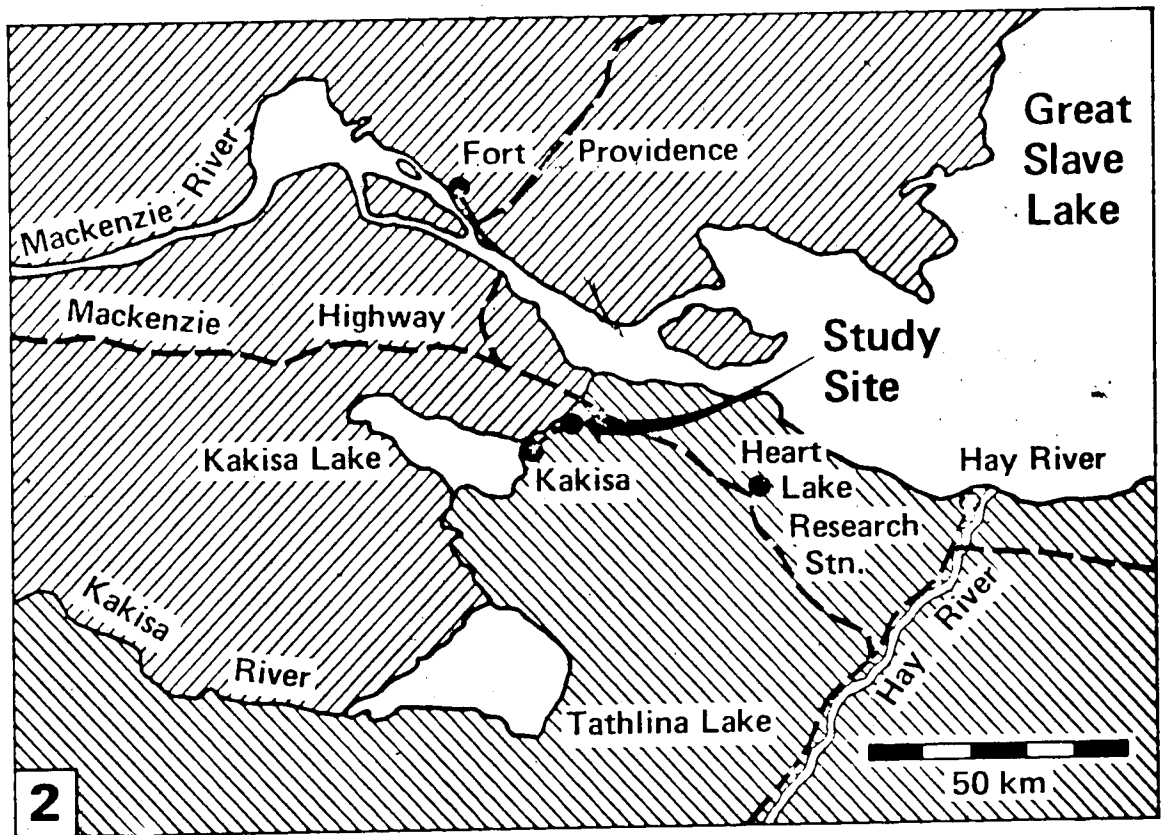 Great
Slave
Lake
Fort Providence
Mackenzie River
Mackenzie Highway
Study
Site
Kakisa Lake
Kakisa
Heart
Lake
Research
Stn.
Hay River
Kakisa River
Tathlina Lake
Hay River
50 km
2